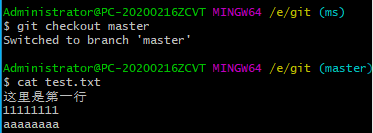 Administrator@PC-20200216ZCVT MINGW64 /e/git (ms)
$ git checkout master
Switched to branch 'master'
Administrator@PC-20200216ZCVT MINGW64 /e/git (master)
$ cat test.txt
这里是第一行
11111111
aaaaaaaa